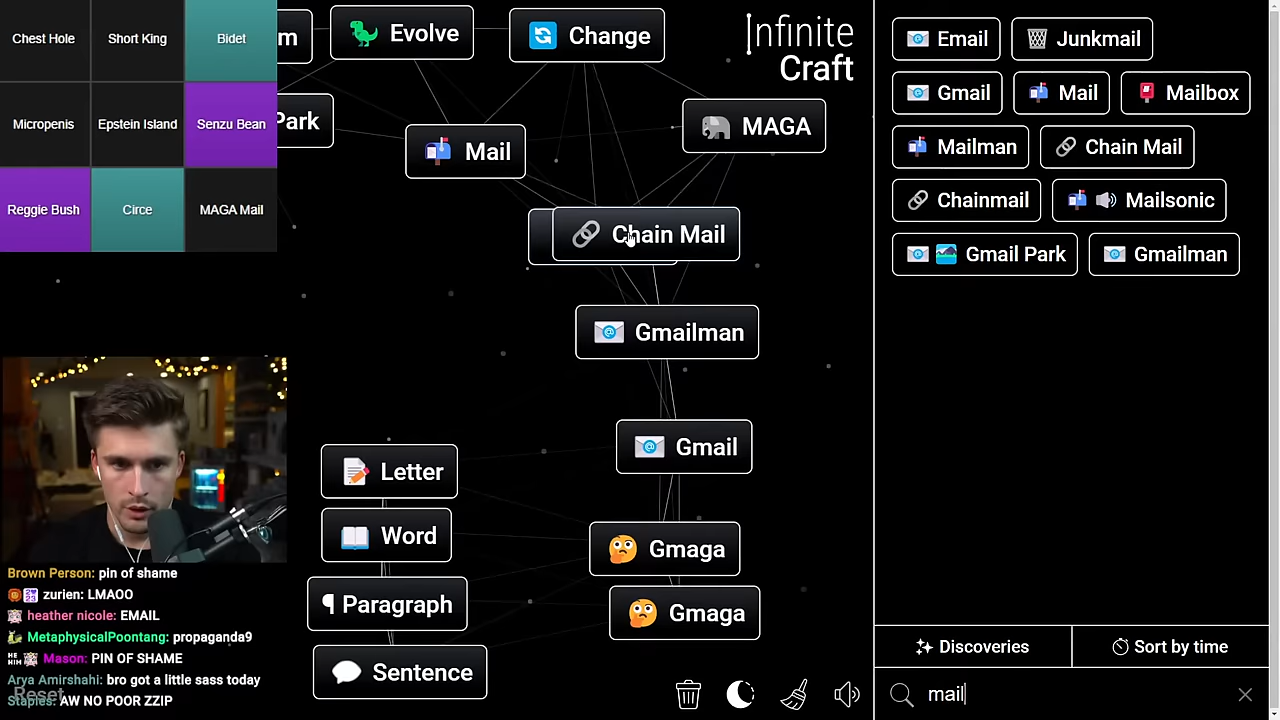 Chest Hole
Short King
Bidet
Micropenis
Epstein Island
Senzu Bean
Reggie Bush
Circe
MAGA Mail
m
Evolve
Change
Infinite
Craft
Park
Mail
MAGA
Chain Mail
Gmailman
Gmail
Letter
Word
Gmaga
¶ Paragraph
Gmaga
Sentence
Reset
Brown Person: pin of shame
zurien: LMAOO
heather nicole: EMAIL
MetaphysicalPoontang: propaganda9
HE HIM Mason: PIN OF SHAME
Arya Amirshahi: bro got a little sass today
Staples: AW NO POOR ZZIP
Email
Junkmail
Gmail
Mail
Mailbox
Mailman
Chain Mail
Chainmail
Mailsonic
Gmail Park
Gmailman
Discoveries
Sort by time
mail